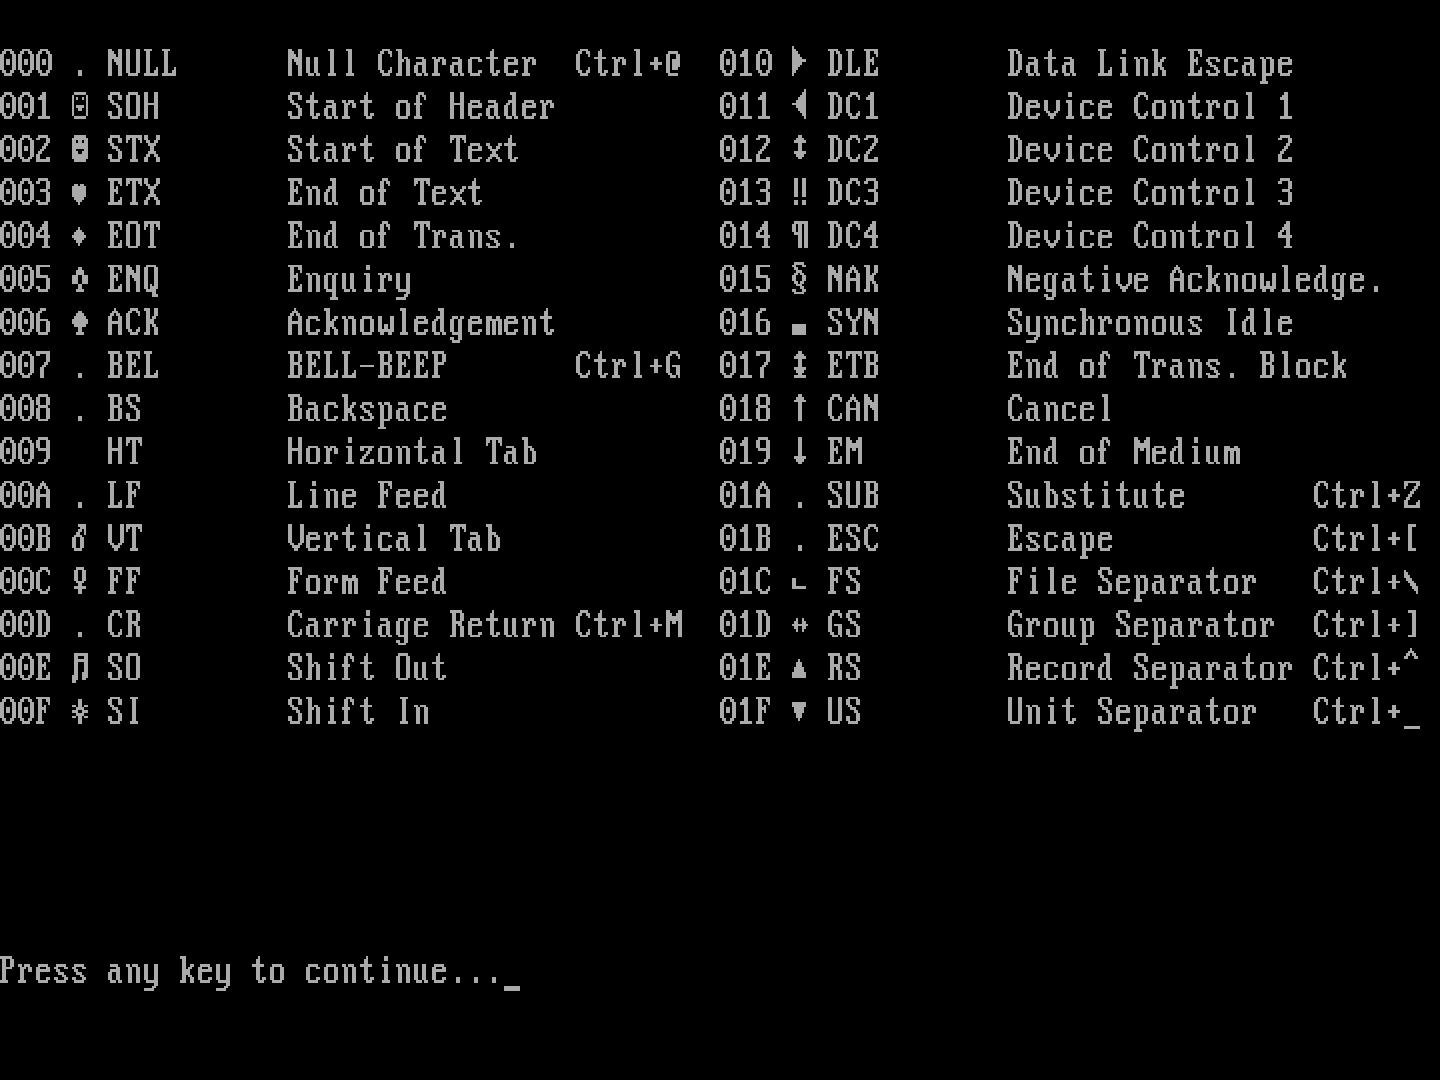 000 . NULL      Null Character  Ctrl+@  010 ► DLE       Data Link Escape
001 ☺ SOH       Start of Header         011 ◄ DC1       Device Control 1
002 ☻ STX       Start of Text           012 ↕ DC2       Device Control 2
003 ♥ ETX       End of Text             013 ‼ DC3       Device Control 3
004 ♦ EOT       End of Trans.           014 ¶ DC4       Device Control 4
005 ♣ ENQ       Enquiry                 015 § NAK       Negative Acknowledge.
006 ♠ ACK       Acknowledgement         016 ▬ SYN       Synchronous Idle
007 . BEL       BELL-BEEP       Ctrl+G  017 ↨ ETB       End of Trans. Block
008 . BS        Backspace               018 ↑ CAN       Cancel
009   HT        Horizontal Tab          019 ↓ EM        End of Medium
00A . LF        Line Feed               01A . SUB       Substitute       Ctrl+Z
00B ♂ VT        Vertical Tab            01B . ESC       Escape           Ctrl+[
00C ♀ FF        Form Feed               01C ∟ FS        File Separator   Ctrl+\
00D . CR        Carriage Return Ctrl+M  01D ↔ GS        Group Separator  Ctrl+]
00E ♫ SO        Shift Out               01E ▲ RS        Record Separator Ctrl+^
00F ☼ SI        Shift In                01F ▼ US        Unit Separator   Ctrl+_
Press any key to continue..._